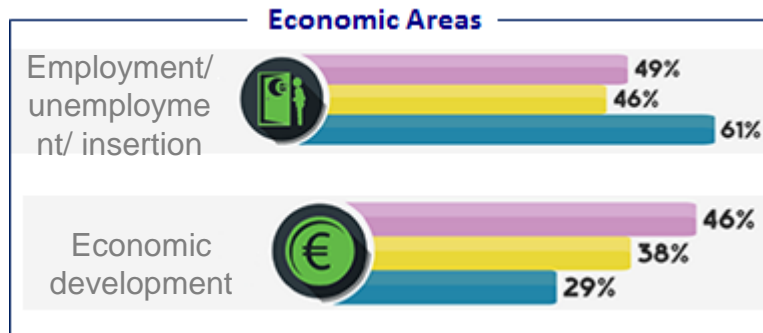 Economic Areas
Employment/
unemployme
nt/ insertion
49%
46%
61%
Economic
development
€
46%
38%
29%